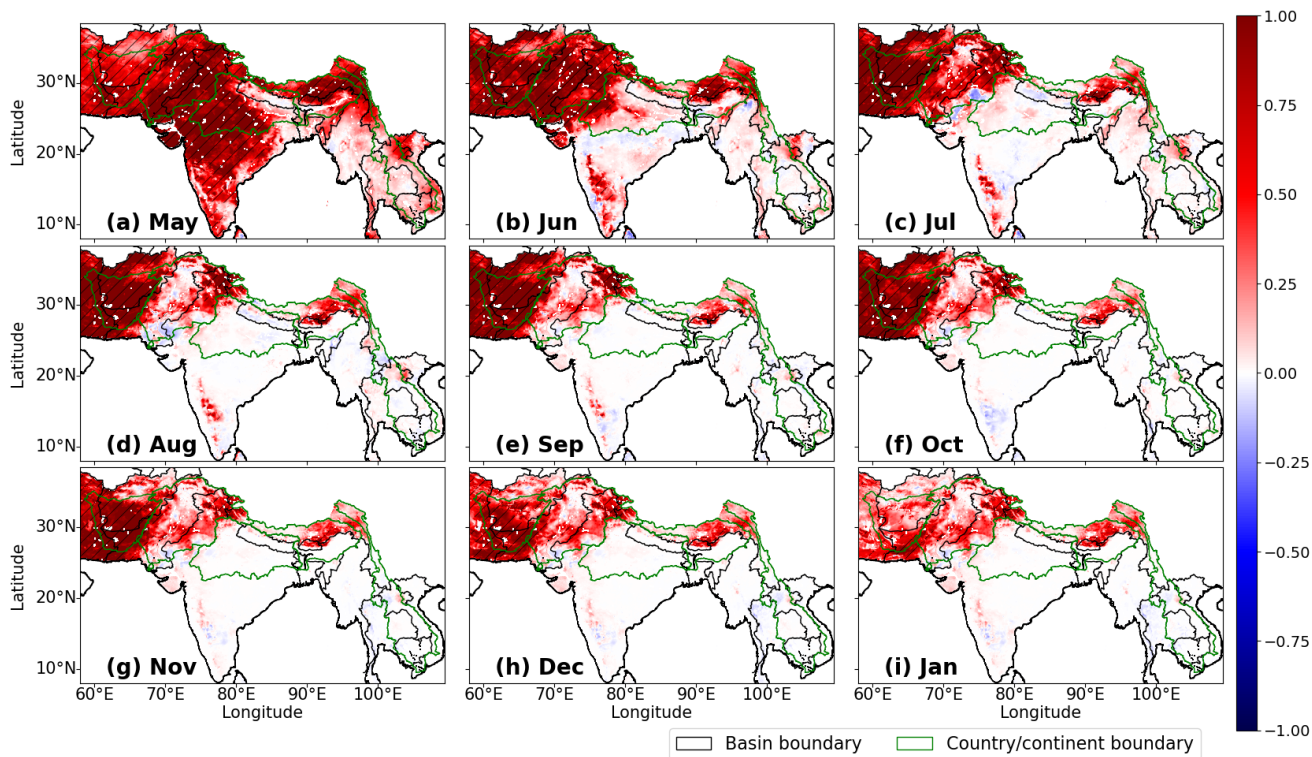 (a) May
(b) Jun
(c) Jul
(d) Aug
(e) Sep
(f) Oct
(g) Nov
(h) Dec
(i) Jan
Latitude
30°N
20°N
10°N
Latitude
30°N
20°N
10°N
Latitude
30°N
20°N
10°N
60°E 70°E 80°E 90°E 100°E
Longitude
60°E 70°E 80°E 90°E 100°E
Longitude
60°E 70°E 80°E 90°E 100°E
Longitude
1.00
0.75
0.50
0.25
0.00
−0.25
−0.50
−0.75
−1.00
Basin boundary
Country/continent boundary